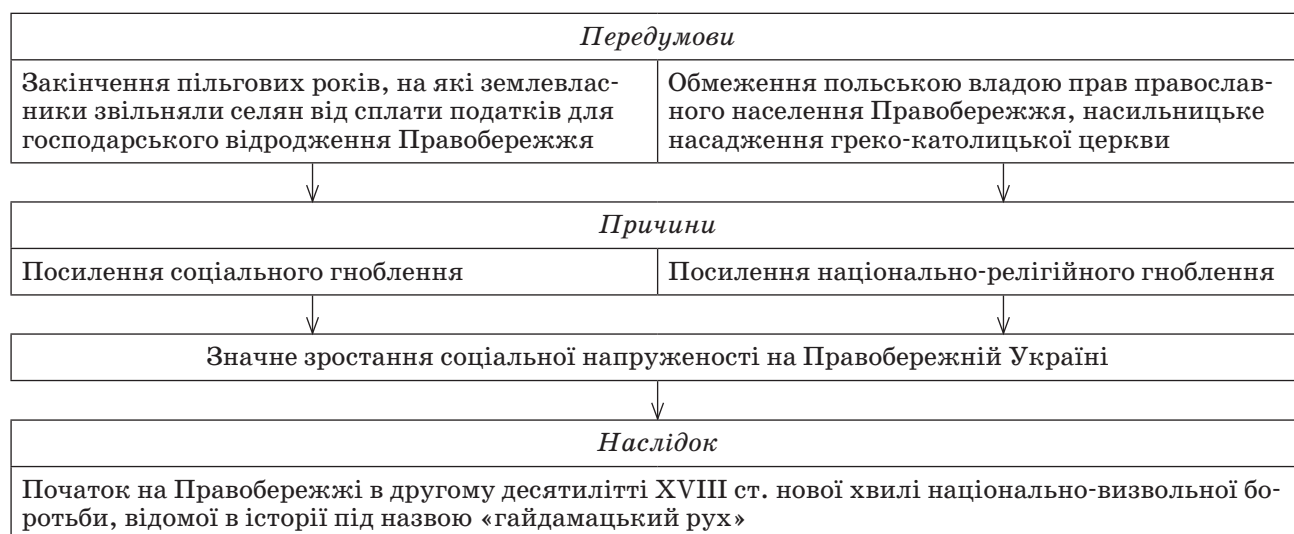 Передумови
Закінчення пільгових років, на які землевлас-
ники звільняли селян від сплати податків для
господарського відродження Правобережжя
Обмеження польською владою прав православ-
ного населення Правобережжя, насильницьке
насадження греко-католицької церкви
Причини
Посилення соціального гноблення
Посилення національно-релігійного гноблення
Значне зростання соціальної напруженості на Правобережній Україні
Наслідок
Початок на Правобережжі в другому десятилітті XVIII ст. нової хвилі національно-визвольної бо-
ротьби, відомої в історії під назвою «гайдамацький рух»